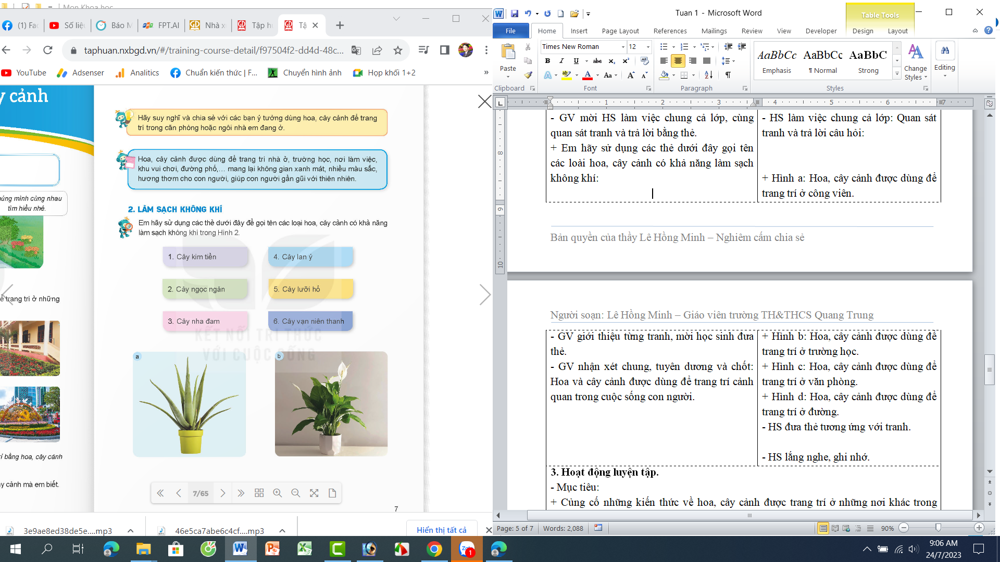 Mon Khoa hoc
(1) Fac
Số liệu
Báo M
FPT.AI
Nhà x
Tập h
Tậ
taphuan.nxbgd.vn/#/training-course-detail/f97504f2-dd4d-48c...
YouTube
Adsenser
Analitics
Chuẩn kiến thức | F...
Chuyển hình ảnh
Họp khối 1+2
»
y cảnh
Hãy suy nghĩ và chia sẻ với các bạn ý tưởng dùng hoa, cây cảnh để trang
trí trong căn phòng hoặc ngôi nhà em đang ở.
Hoa, cây cảnh được dùng để trang trí nhà ở, trường học, nơi làm việc,
khu vui chơi, đường phố,... mang lại không gian xanh mát, nhiều màu sắc,
hương thơm cho con người, giúp con người gần gũi với thiên nhiên.
húng mình cùng nhau
tìm hiểu nhé.
2. LÀM SẠCH KHÔNG KHÍ
Em hãy sử dụng các thẻ dưới đây để gọi tên các loại hoa, cây cảnh có khả năng
làm sạch không khí trong Hình 2.
1. Cây kim tiền
4. Cây lan ý
2. Cây ngọc ngân
5. Cây lưỡi hổ
3. Cây nha đam
6. Cây vạn niên thanh
KẾT NỐI TRI THỨC
VỚI CUỘC SỐNG
ể trang trí ở những
a
b
rí bằng hoa, cây cảnh
ây cảnh mà em biết.
7/65
7
3e9ae8ed38de5e....mp3
46e5ca7abe6c4cf....mp3
Hiển thị tất cả
Tuan 1 - Microsoft Word
Table Tools
File
Home
Insert
Page Layout
References
Mailings
Review
View
Developer
Design
Layout
Paste
Times New Roman
12
B I U abc x₂ x²
A ab A Aa A A
AaBbCc
AaBbCc
AaBbC
Emphasis
¶ Normal
Strong
Change
Styles
Editing
Clipboard
Font
Paragraph
Styles
1 2 3 4 5 6 7
8
9
10
- GV mời HS làm việc chung cả lớp, cùng
quan sát tranh và trả lời bằng thẻ.
+ Em hãy sử dụng các thẻ dưới đây gọi tên
các loài hoa, cây cảnh có khả năng làm sạch
không khí:
- HS làm việc chung cả lớp: Quan sát
tranh và trả lời câu hỏi:
+ Hình a: Hoa, cây cảnh được dùng để
trang trí ở công viên.
Bản quyền của thầy Lê Hồng Minh – Nghiêm cấm chia sẻ
Người soạn: Lê Hồng Minh – Giáo viên trường TH&THCS Quang Trung
- GV giới thiệu từng tranh, mời học sinh đưa
thẻ.
- GV nhận xét chung, tuyên dương và chốt:
Hoa và cây cảnh được dùng để trang trí cảnh
quan trong cuộc sống con người.
+ Hình b: Hoa, cây cảnh được dùng để
trang trí ở trường học.
+ Hình c: Hoa, cây cảnh được dùng để
trang trí ở văn phòng.
+ Hình d: Hoa, cây cảnh được dùng để
trang trí ở đường.
- HS đưa thẻ tương ứng với tranh.
- HS lắng nghe, ghi nhớ.
3. Hoạt động luyện tập.
- Mục tiêu:
+ Củng cố những kiến thức về hoa, cây cảnh được trang trí ở những nơi khác trong
Page: 5 of 7
Words: 2,088
90%
9:06 AM
24/7/2023